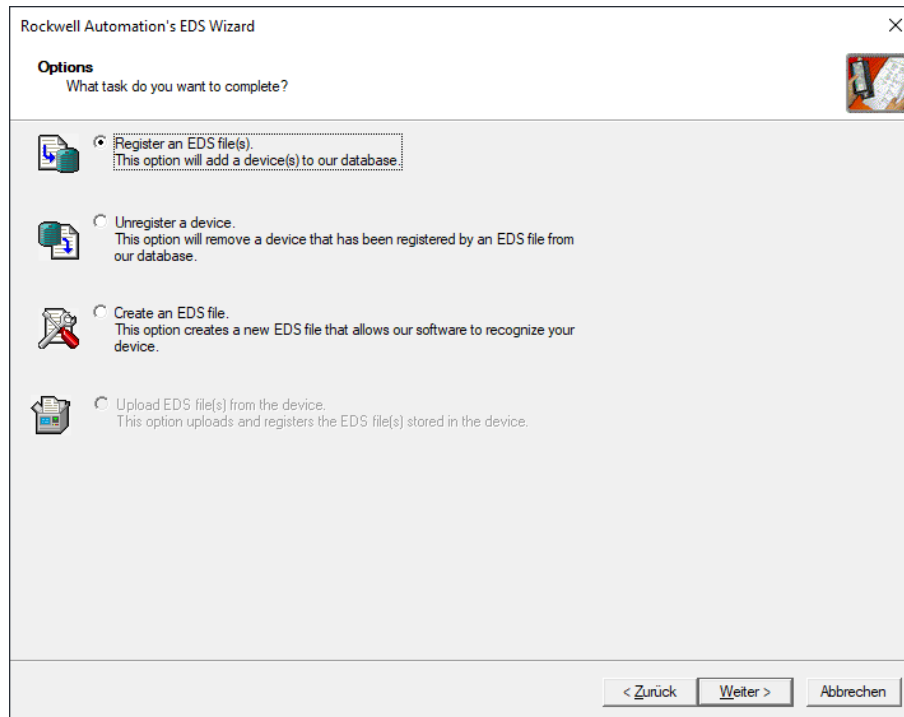 Rockwell Automation's EDS Wizard
Options
What task do you want to complete?
Register an EDS file(s).
This option will add a device(s) to our database.
Unregister a device.
This option will remove a device that has been registered by an EDS file from
our database.
Create an EDS file.
This option creates a new EDS file that allows our software to recognize your
device.
Upload EDS file(s) from the device.
This option uploads and registers the EDS file(s) stored in the device.
< Zurück
Weiter >
Abbrechen